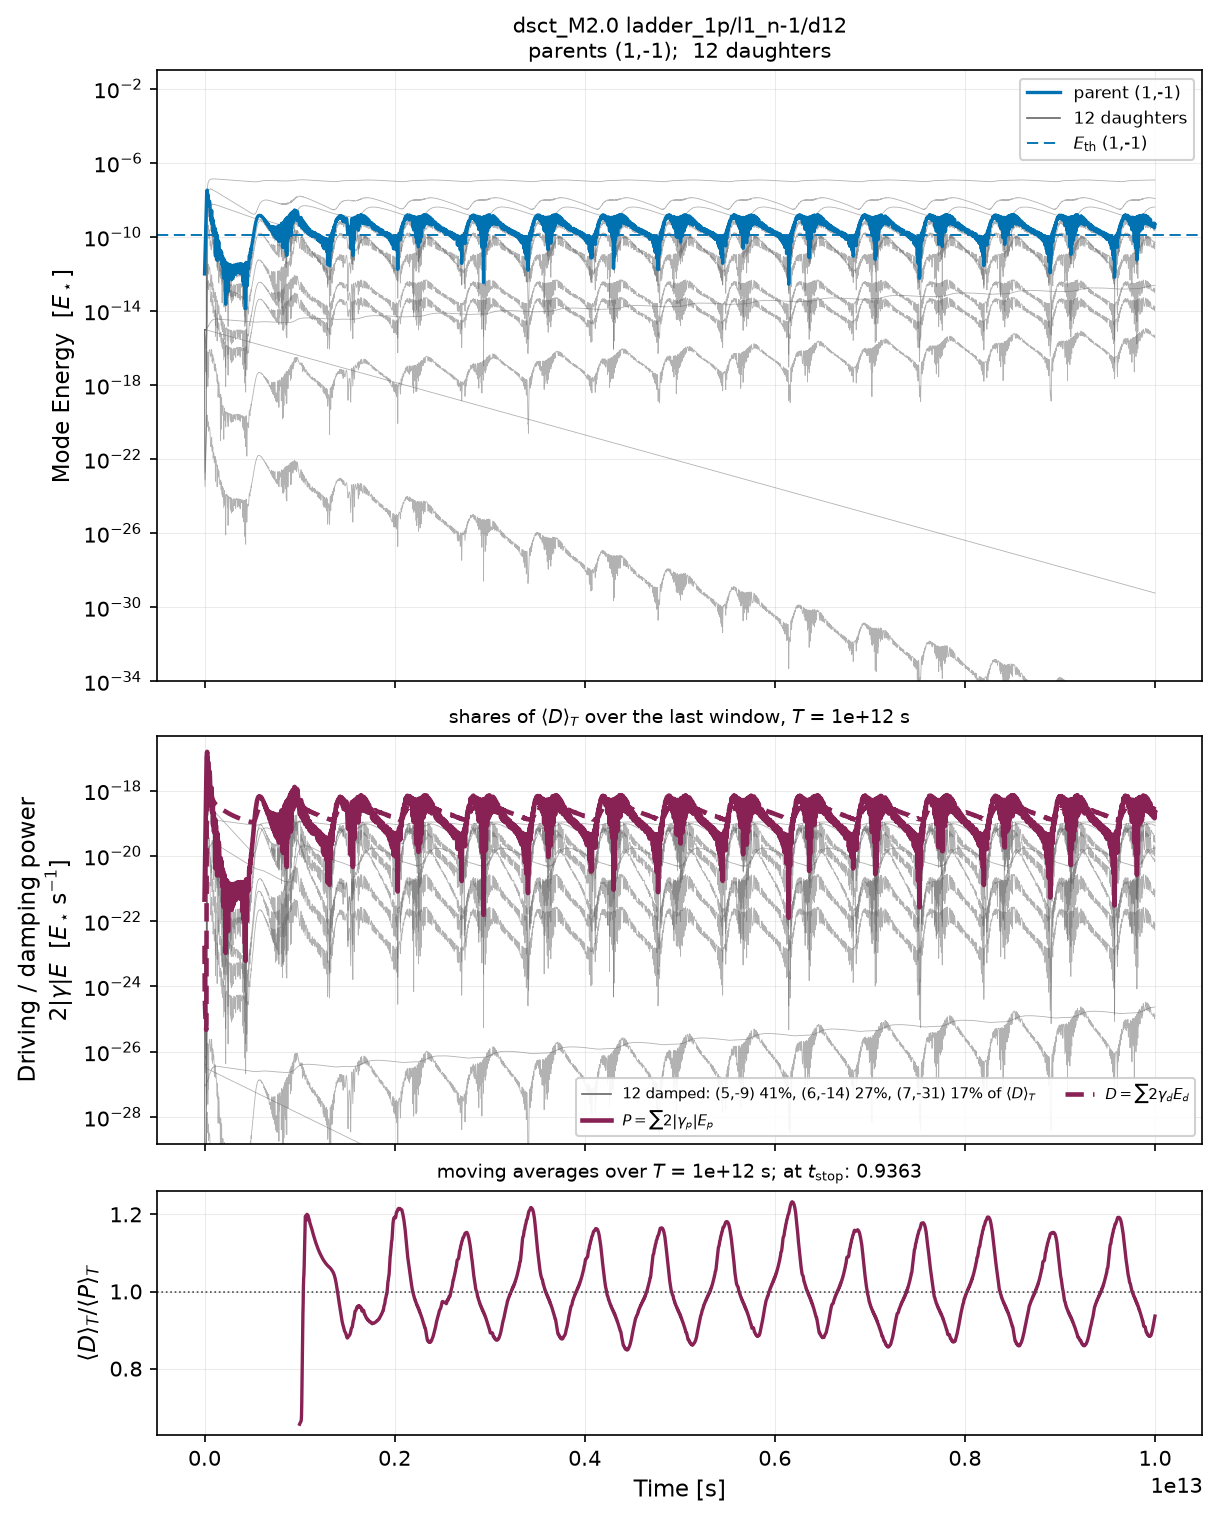 dsct_M2.0 ladder_1p/l1_n-1/d12
parents (1,-1);  12 daughters
10⁻²
10⁻⁶
10⁻¹⁰
10⁻¹⁴
10⁻¹⁸
10⁻²²
10⁻²⁶
10⁻³⁰
10⁻³⁴
Mode Energy [E⋆]
parent (1,-1)
12 daughters
E_th (1,-1)
shares of ⟨D⟩_T over the last window, T = 1e+12 s
10⁻¹⁸
10⁻²⁰
10⁻²²
10⁻²⁴
10⁻²⁶
10⁻²⁸
Driving / damping power
2|γ|E [E⋆ s⁻¹]
12 damped: (5,-9) 41%, (6,-14) 27%, (7,-31) 17% of ⟨D⟩_T
P = ∑2|γ_p|E_p
D = ∑2γ_dE_d
moving averages over T = 1e+12 s; at t_stop: 0.9363
1.2
1.0
0.8
⟨D⟩_T/⟨P⟩_T
0.0 0.2 0.4 0.6 0.8 1.0
1e13
Time [s]